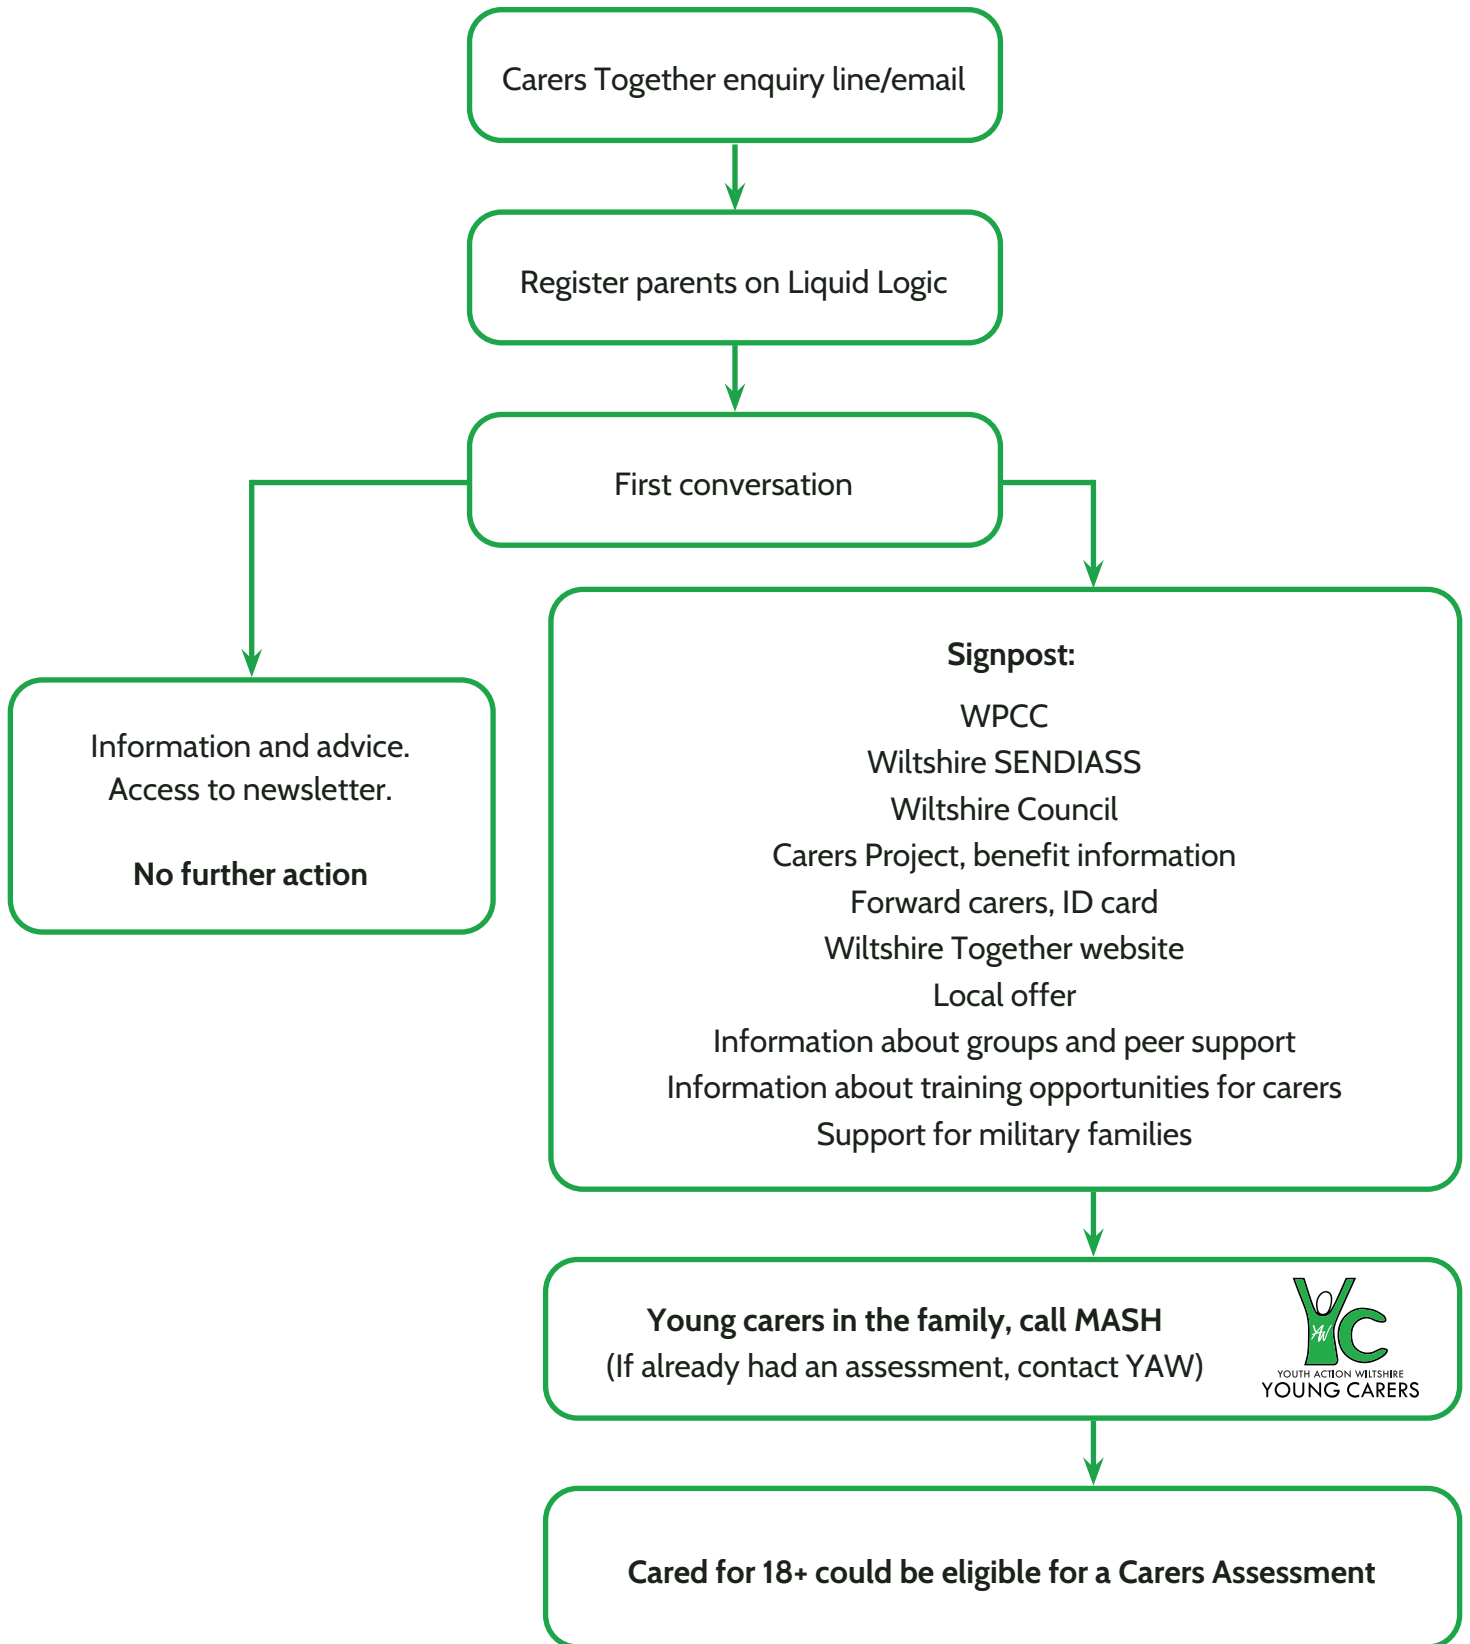 Carers Together enquiry line/email
Register parents on Liquid Logic
First conversation
Information and advice.
Access to newsletter.
No further action
Signpost:
WPCC
Wiltshire SENDIASS
Wiltshire Council
Carers Project, benefit information
Forward carers, ID card
Wiltshire Together website
Local offer
Information about groups and peer support
Information about training opportunities for carers
Support for military families
Young carers in the family, call MASH
(If already had an assessment, contact YAW)
YC
YAW
YOUTH ACTION WILTSHIRE
YOUNG CARERS
Cared for 18+ could be eligible for a Carers Assessment